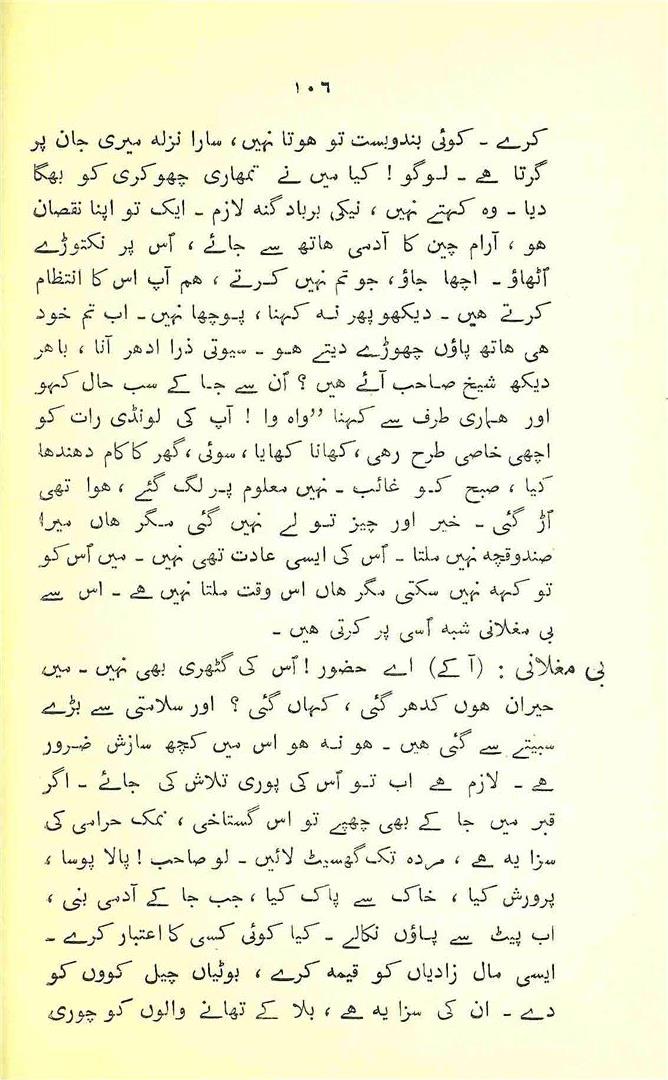 ۱۰٦
کرے ۔ کوئی بندوبست تو ہوتا نہیں، سارا نزلہ میری جان پر
گرتا ہے ۔ لوگو ! کیا میں نے تمہاری چھوکری کو بھگا
دیا ۔ وہ کہتے نہیں ، نیکی برباد گنہ لازم ۔ ایک تو اپنا نقصان
ہو ، آرام چین کا آدمی ہاتھ سے جائے ، اُس پر نکتوڑے
اُٹھاؤ ۔ اچھا جاؤ، جو تم نہیں کرتے ، ہم آپ اس کا انتظام
کرتے ہیں ۔ دیکھو پھر نہ کہنا ، پوچھا نہیں ۔ اب تم خود
ہی ہاتھ پاؤں چھوڑے دیتے ہو ۔ سیوتی ذرا ادھر آنا ، باہر
دیکھ شیخ صاحب آئے ہیں ؟ اُن سے جا کے سب حال کہو
اور ہماری طرف سے کہنا ”واہ وا ! آپ کی لونڈی رات کو
اچھی خاصی طرح رہی ، کھانا کھایا ، سوئی ، گھر کا کام دھندھا
کیا ، صبح کو غائب ۔ نہیں معلوم پر لگ گئے ، ہوا تھی
اُڑ گئی ۔ خیر اور چیز تو لے نہیں گئی مگر ہاں میرا
صندوقچہ نہیں ملتا ۔ اُس کی ایسی عادت تھی نہیں ۔ میں اُس کو
تو کہہ نہیں سکتی مگر ہاں اس وقت ملتا نہیں ہے ۔ اس سے
بی مغلانی شبہ اُسی پر کرتی ہیں ۔
بی مغلانی : (آ کے) اے حضور ! اُس کی گٹھری بھی نہیں ۔ میں
حیران ہوں کدھر گئی ، کہاں گئی ؟ اور سلامتی سے بڑے
سبیتے سے گئی ہیں ۔ ہو نہ ہو اس میں کچھ سازش ضرور
ہے ۔ لازم ہے اب تو اُس کی پوری تلاش کی جائے ۔ اگر
قبر میں جا کے بھی چھپے تو اس گستاخی ، نمک حرامی کی
سزا یہ ہے ، مردہ تک گھسیٹ لائیں ۔ لو صاحب ! پالا پوسا ،
پرورش کیا ، خاک سے پاک کیا ، جب جا کے آدمی بنی ،
اب پیٹ سے پاؤں نکالے ۔ کیا کوئی کسی کا اعتبار کرے ۔
ایسی مال زادیاں کو قیمہ کرے ، بوٹیاں چیل کووں کو
دے ۔ ان کی سزا یہ ہے ، بلا کے تھانے والوں کو چوری